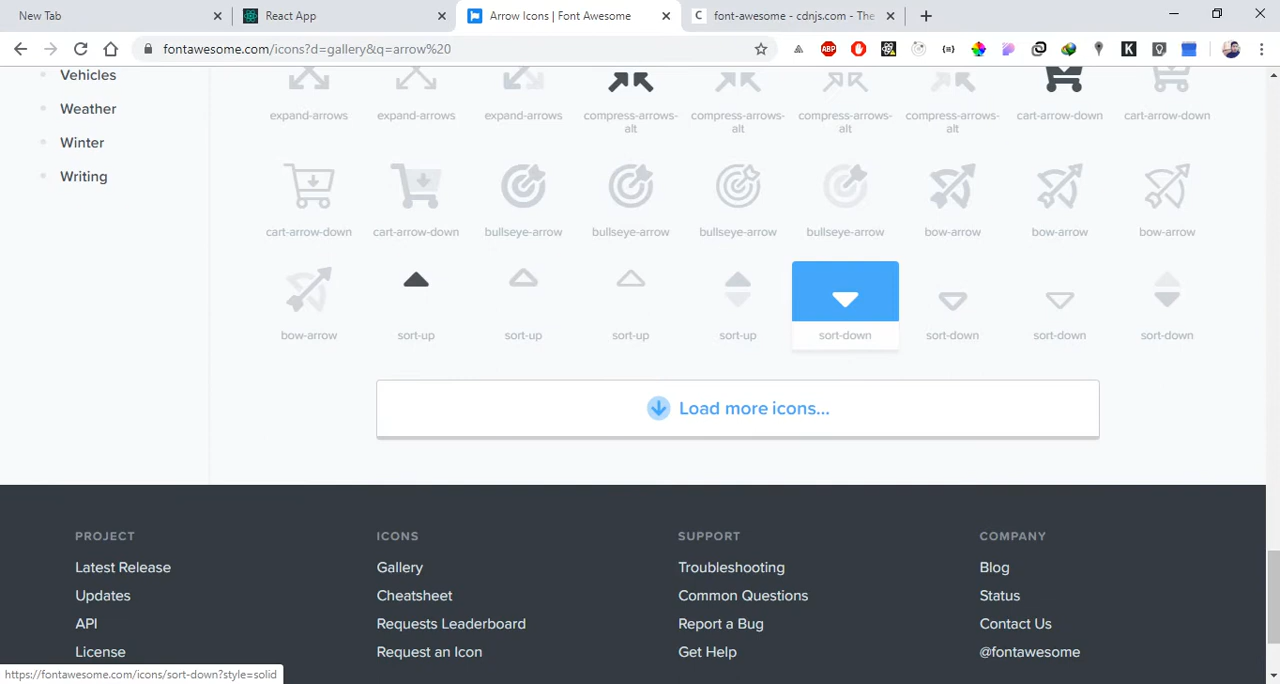 New Tab
React App
Arrow Icons | Font Awesome
C font-awesome - cdnjs.com - The
fontawesome.com/icons?d=gallery&q=arrow%20
ABP
K
Vehicles
Weather
Winter
Writing
expand-arrows expand-arrows expand-arrows compress-arrows- compress-arrows- compress-arrows- compress-arrows- cart-arrow-down cart-arrow-down
alt alt alt alt
cart-arrow-down cart-arrow-down bullseye-arrow bullseye-arrow bullseye-arrow bullseye-arrow bow-arrow bow-arrow bow-arrow
bow-arrow sort-up sort-up sort-up sort-up sort-down sort-down sort-down sort-down
Load more icons...
PROJECT ICONS SUPPORT COMPANY
Latest Release Gallery Troubleshooting Blog
Updates Cheatsheet Common Questions Status
API Requests Leaderboard Report a Bug Contact Us
License Request an Icon Get Help @fontawesome
https://fontawesome.com/icons/sort-down?style=solid